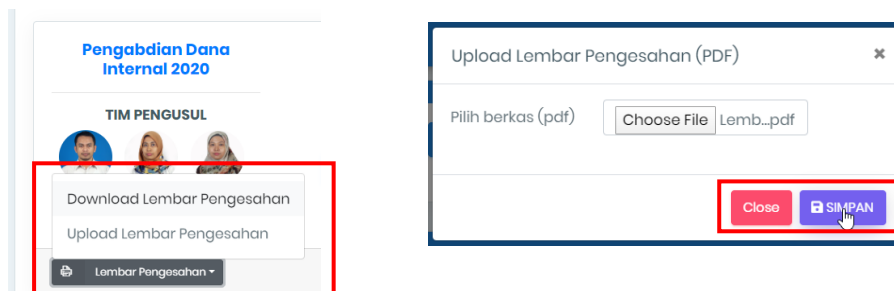 Pengabdian Dana
Internal 2020
TIM PENGUSUL
Download Lembar Pengesahan
Upload Lembar Pengesahan
Lembar Pengesahan
Upload Lembar Pengesahan (PDF)
Pilih berkas (pdf)
Choose File Lemb...pdf
Close
SIMPAN